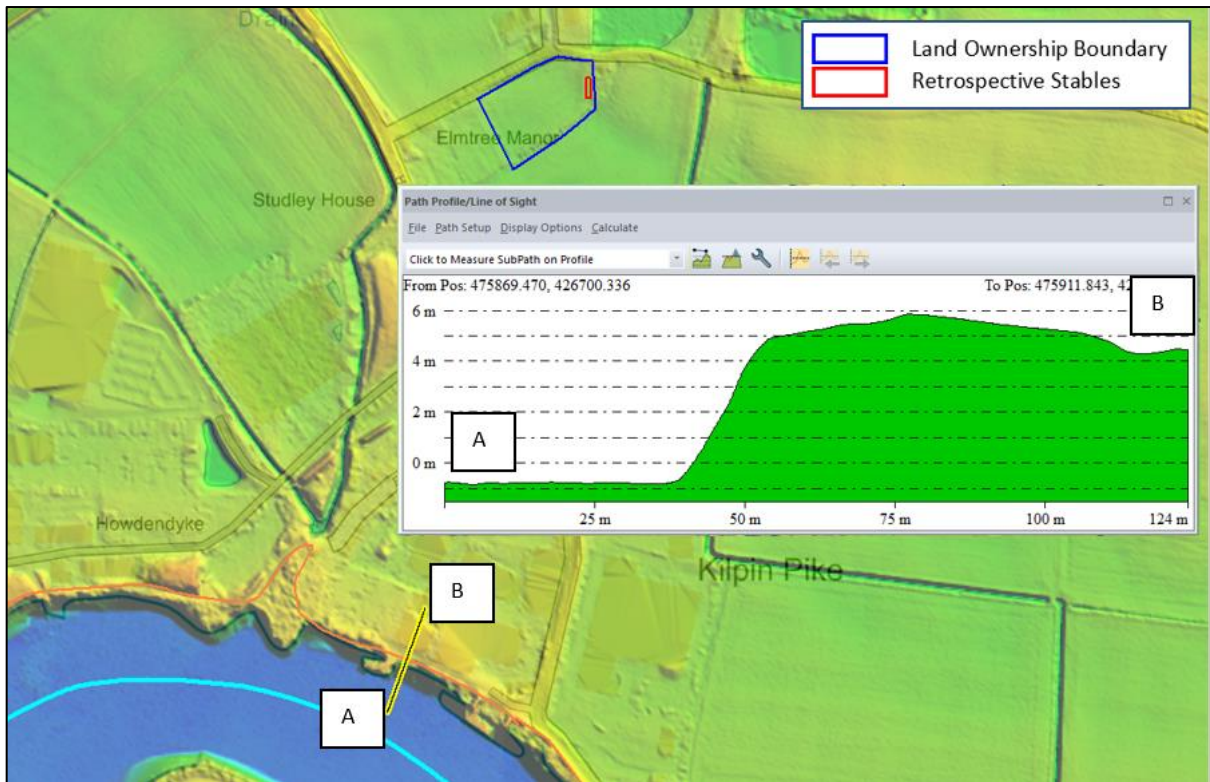 Drain
Land Ownership Boundary
Retrospective Stables
Elmtree Manor
Studley House
Path Profile/Line of Sight
File Path Setup Display Options Calculate
Click to Measure SubPath on Profile
From Pos: 475869.470, 426700.336
To Pos: 475911.843, 42
B
6 m
4 m
2 m
A
0 m
25 m
50 m
75 m
100 m
124 m
Howdendyke
Kilpin Pike
B
A